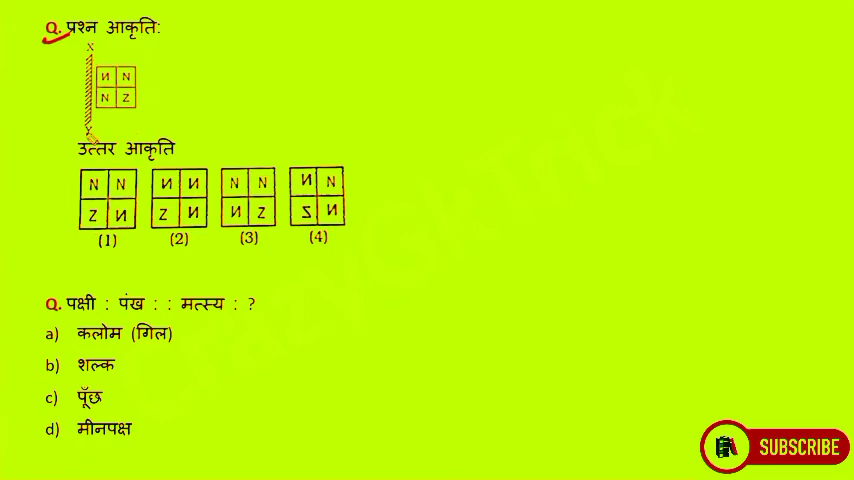 Q. प्रश्न आकृति:
X
И N
N Z
Y
उत्तर आकृति
N N И И N N И N
Z И Z И И Z Z И
(1) (2) (3) (4)
Q. पक्षी : पंख : : मत्स्य : ?
a) कलोम (गिल)
b) शल्क
c) पूँछ
d) मीनपक्ष
SUBSCRIBE